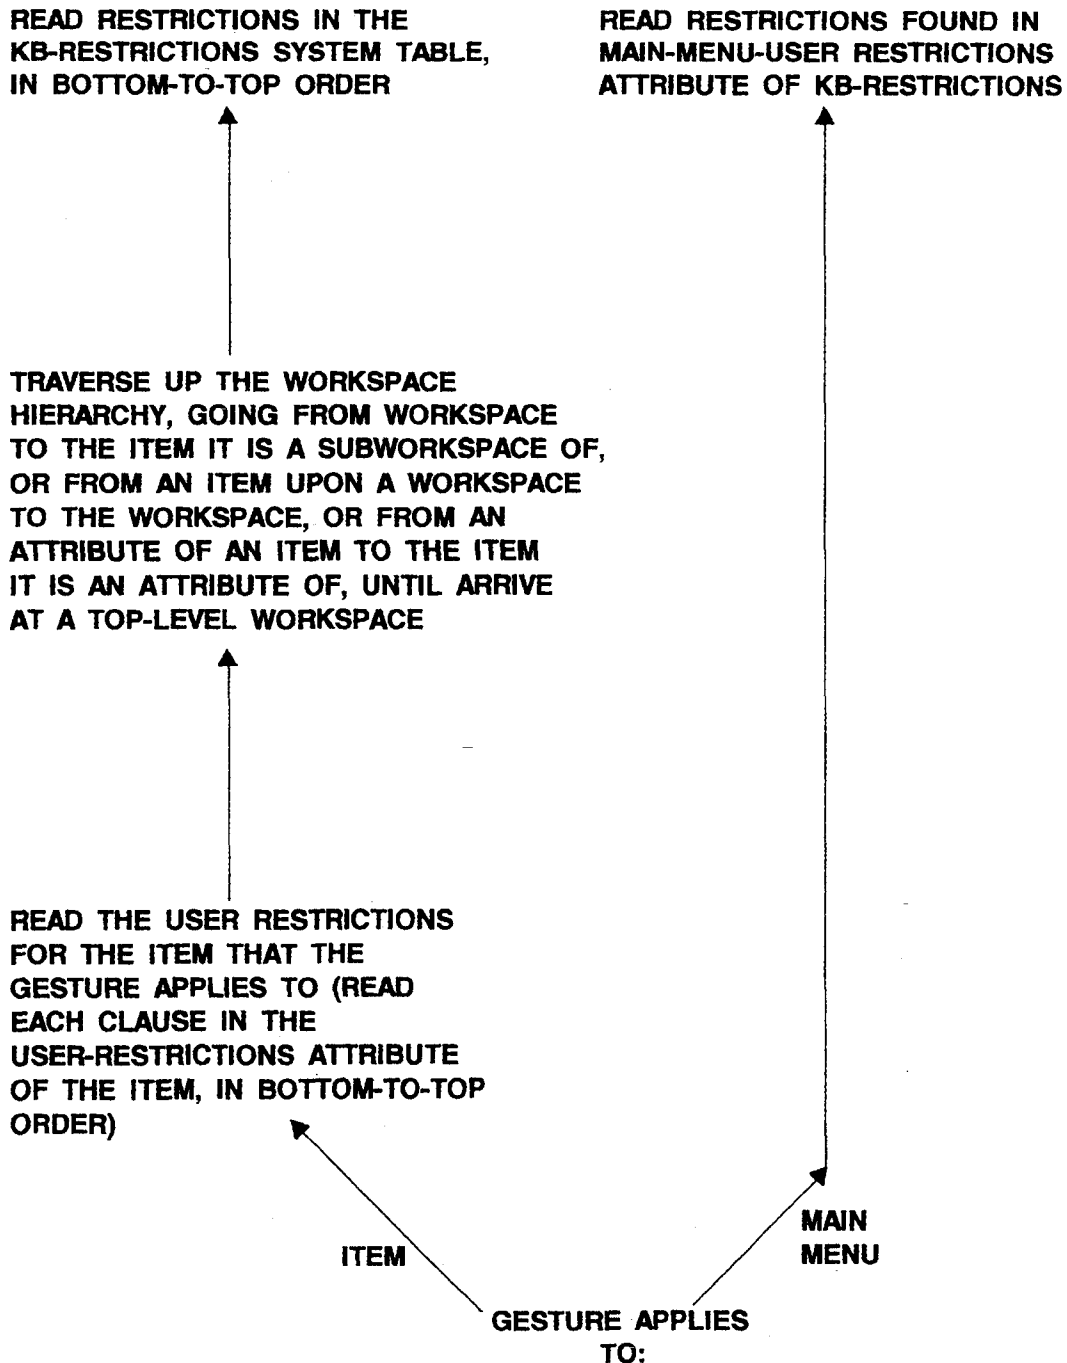 READ RESTRICTIONS IN THE
KB-RESTRICTIONS SYSTEM TABLE,
IN BOTTOM-TO-TOP ORDER
READ RESTRICTIONS FOUND IN
MAIN-MENU-USER RESTRICTIONS
ATTRIBUTE OF KB-RESTRICTIONS
TRAVERSE UP THE WORKSPACE
HIERARCHY, GOING FROM WORKSPACE
TO THE ITEM IT IS A SUBWORKSPACE OF,
OR FROM AN ITEM UPON A WORKSPACE
TO THE WORKSPACE, OR FROM AN
ATTRIBUTE OF AN ITEM TO THE ITEM
IT IS AN ATTRIBUTE OF, UNTIL ARRIVE
AT A TOP-LEVEL WORKSPACE
READ THE USER RESTRICTIONS
FOR THE ITEM THAT THE
GESTURE APPLIES TO (READ
EACH CLAUSE IN THE
USER-RESTRICTIONS ATTRIBUTE
OF THE ITEM, IN BOTTOM-TO-TOP
ORDER)
ITEM
MAIN
MENU
GESTURE APPLIES
TO: